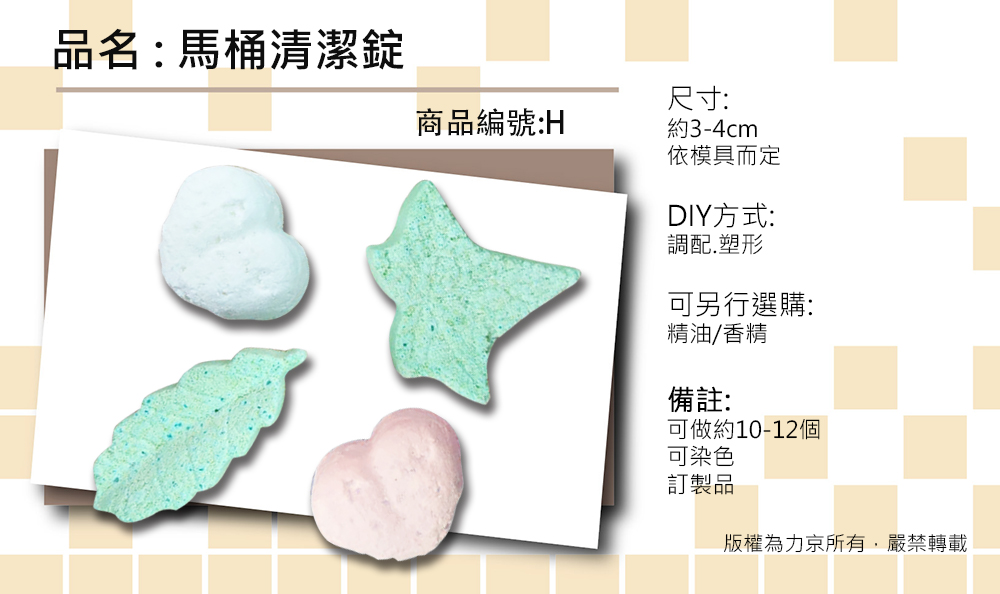 品名 : 馬桶清潔錠
商品編號:H
尺寸:
約3-4cm
依模具而定
DIY方式:
調配.塑形
可另行選購:
精油/香精
備註:
可做約10-12個
可染色
訂製品
版權為力京所有，嚴禁轉載